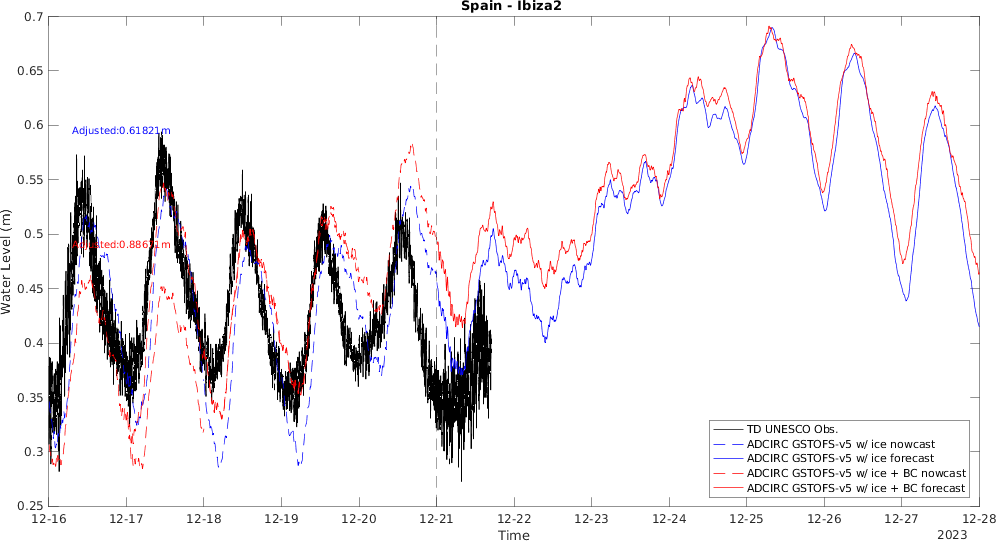 Spain - Ibiza2
0.7
0.65
0.6
0.55
0.5
0.45
0.4
0.35
0.3
0.25
Water Level (m)
Adjusted:0.61821m
Adjusted:0.88631m
TD UNESCO Obs.
ADCIRC GSTOFS-v5 w/ ice nowcast
ADCIRC GSTOFS-v5 w/ ice forecast
ADCIRC GSTOFS-v5 w/ ice + BC nowcast
ADCIRC GSTOFS-v5 w/ ice + BC forecast
12-16 12-17 12-18 12-19 12-20 12-21 12-22 12-23 12-24 12-25 12-26 12-27 12-28
Time
2023